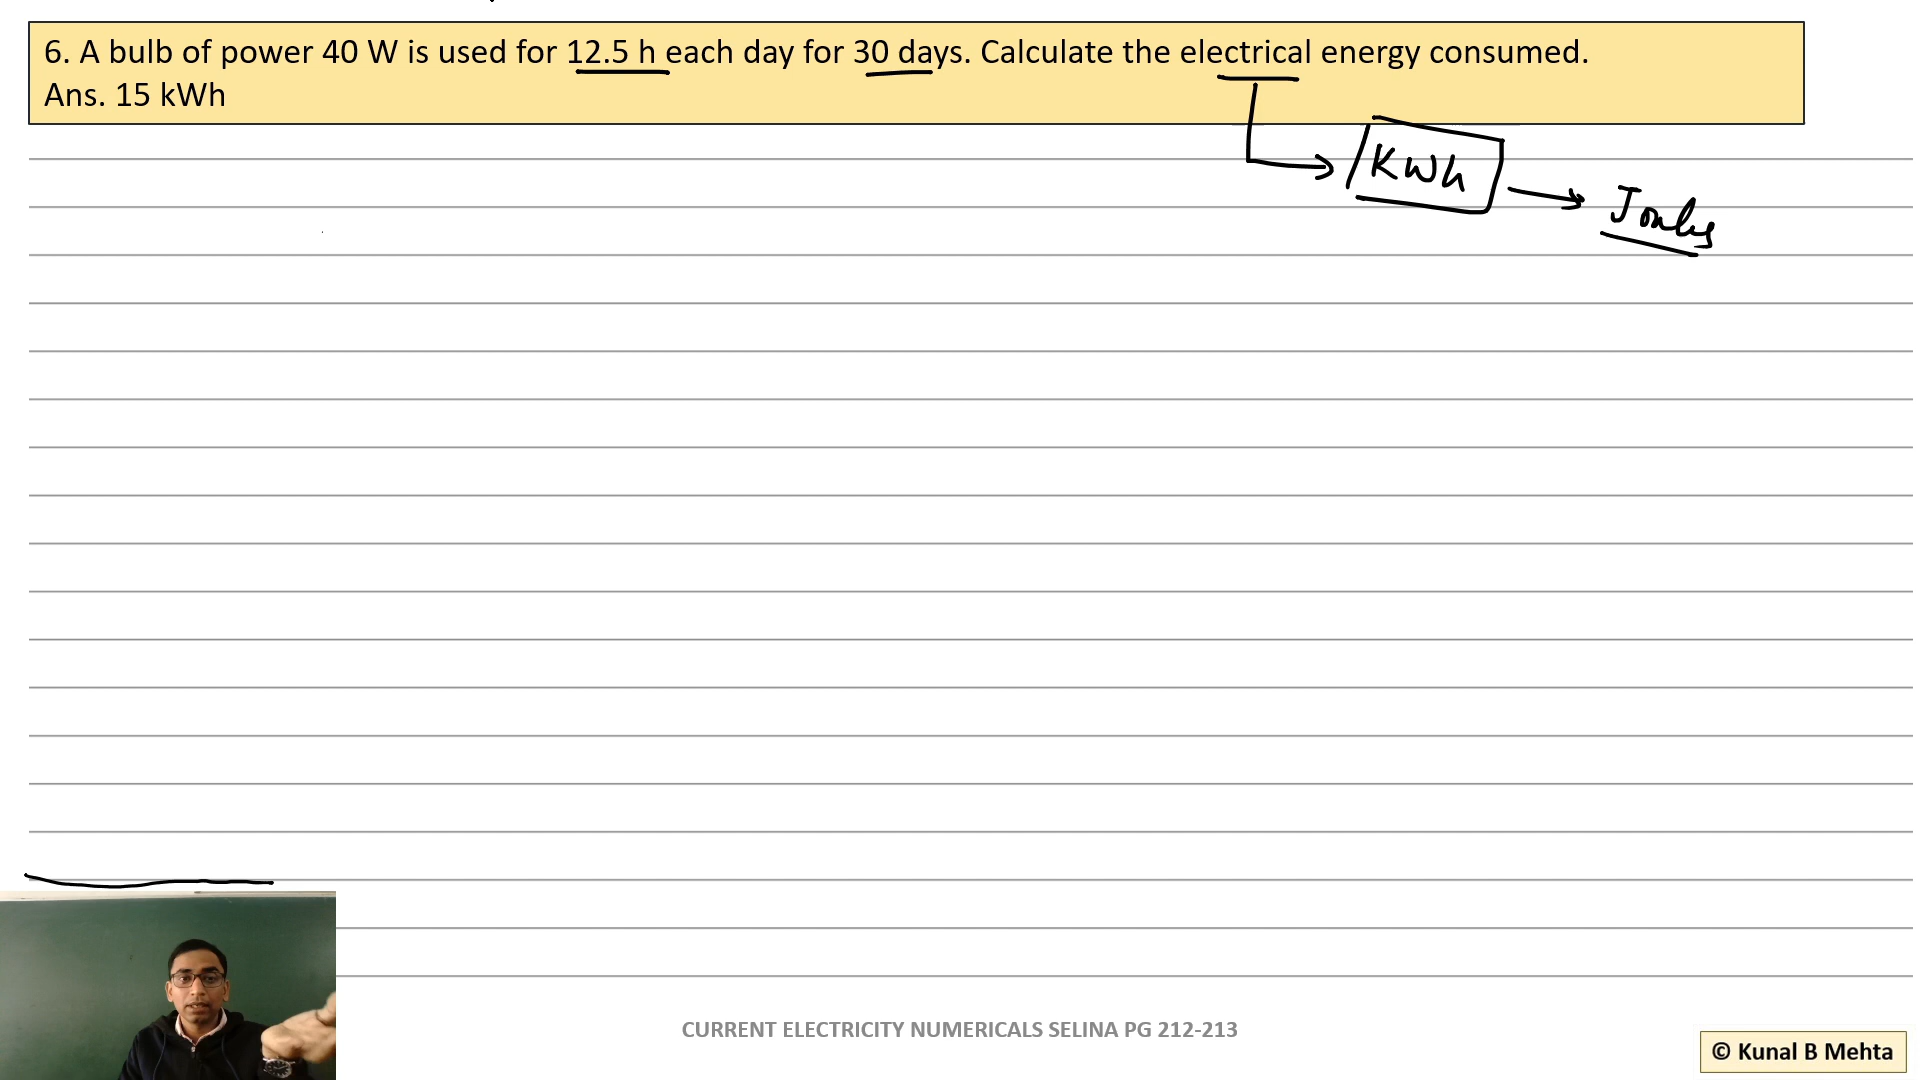 6. A bulb of power 40 W is used for 12.5 h each day for 30 days. Calculate the electrical energy consumed.
Ans. 15 kWh
KWh
Joules
CURRENT ELECTRICITY NUMERICALS SELINA PG 212-213
© Kunal B Mehta